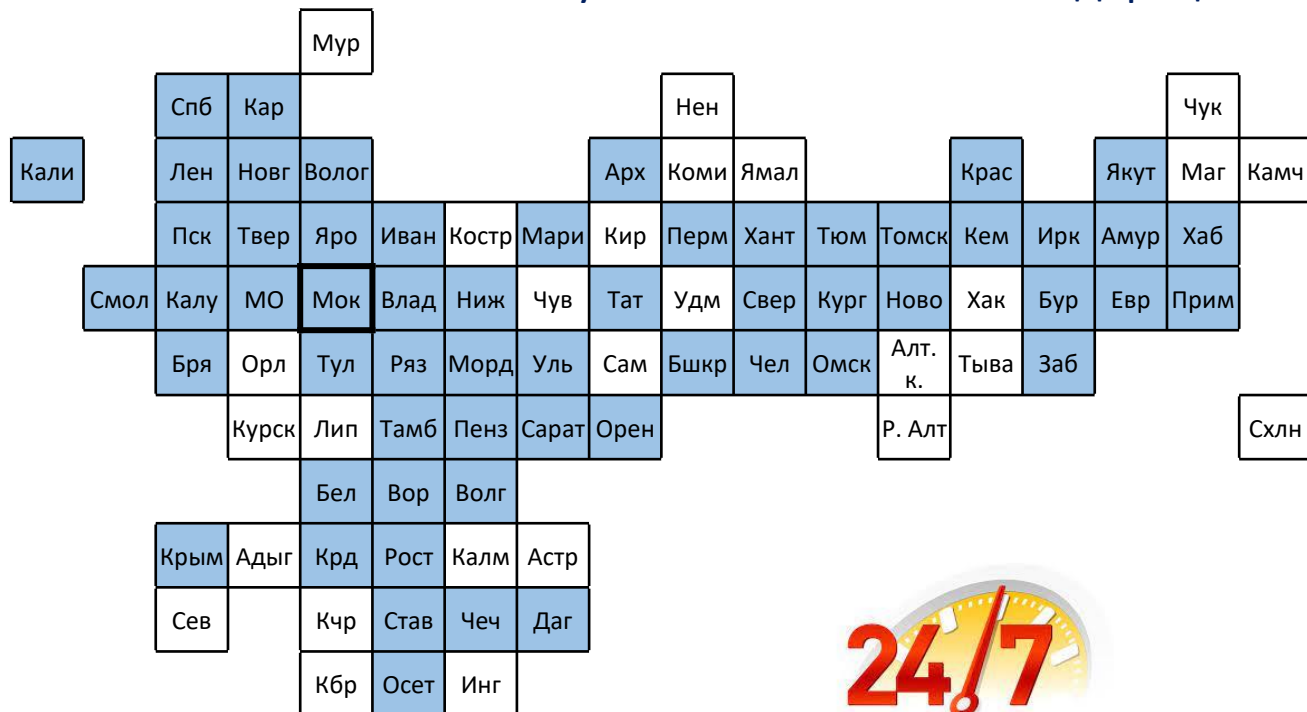 Мур
Спб Кар Нен Чук
Кали Лен Новг Волог Арх Коми Ямал Крас Якут Маг Камч
Пск Твер Яро Иван Костр Мари Кир Перм Хант Тюм Томск Кем Ирк Амур Хаб
Смол Калу МО Мок Влад Ниж Чув Тат Удм Свер Кург Ново Хак Бур Евр Прим
Бря Орл Тул Ряз Морд Уль Сам Бшкр Чел Омск Алт. Тыва Заб
к.
Курск Лип Тамб Пенз Сарат Орен Р. Алт Схлн
Бел Вор Волг
Крым Адыг Крд Рост Калм Астр
Сев Кчр Став Чеч Даг
Кбр Осет Инг
24/7